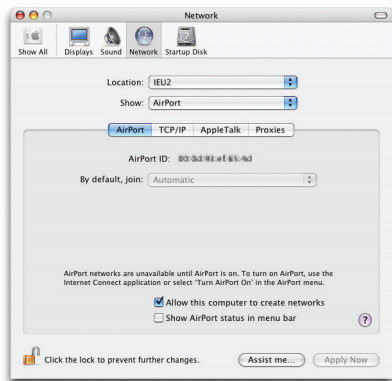 Network
Show All
Displays
Sound
Network
Startup Disk
Location:
IEU2
Show:
AirPort
AirPort
TCP/IP
AppleTalk
Proxies
AirPort ID:
By default, join:
Automatic
AirPort networks are unavailable until AirPort is on. To turn on AirPort, use the
Internet Connect application or select 'Turn AirPort On' in the AirPort menu.
Allow this computer to create networks
Show AirPort status in menu bar
?
Click the lock to prevent further changes.
Assist me...
Apply Now